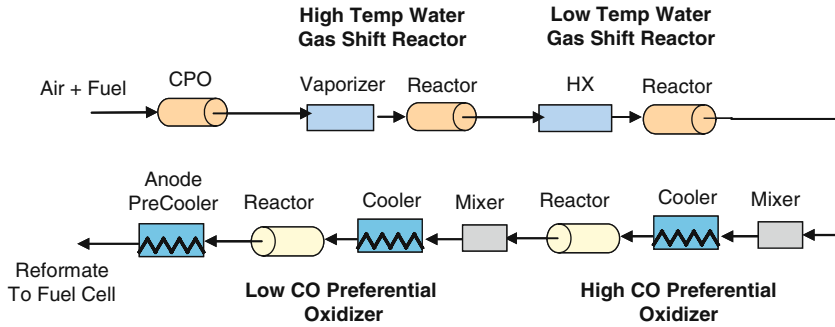 High Temp Water
Gas Shift Reactor
Low Temp Water
Gas Shift Reactor
Air + Fuel
CPO
Vaporizer
Reactor
HX
Reactor
Anode
PreCooler
Reactor
Cooler
Mixer
Reactor
Cooler
Mixer
Reformate
To Fuel Cell
Low CO Preferential
Oxidizer
High CO Preferential
Oxidizer